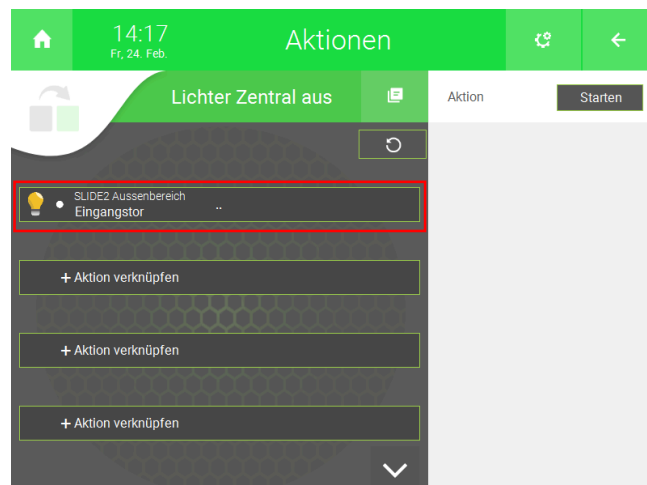 14:17
Fr, 24. Feb.
Aktionen
Lichter Zentral aus
Aktion
Starten
SLIDE2 Aussenbereich
Eingangstor ..
+ Aktion verknüpfen
+ Aktion verknüpfen
+ Aktion verknüpfen